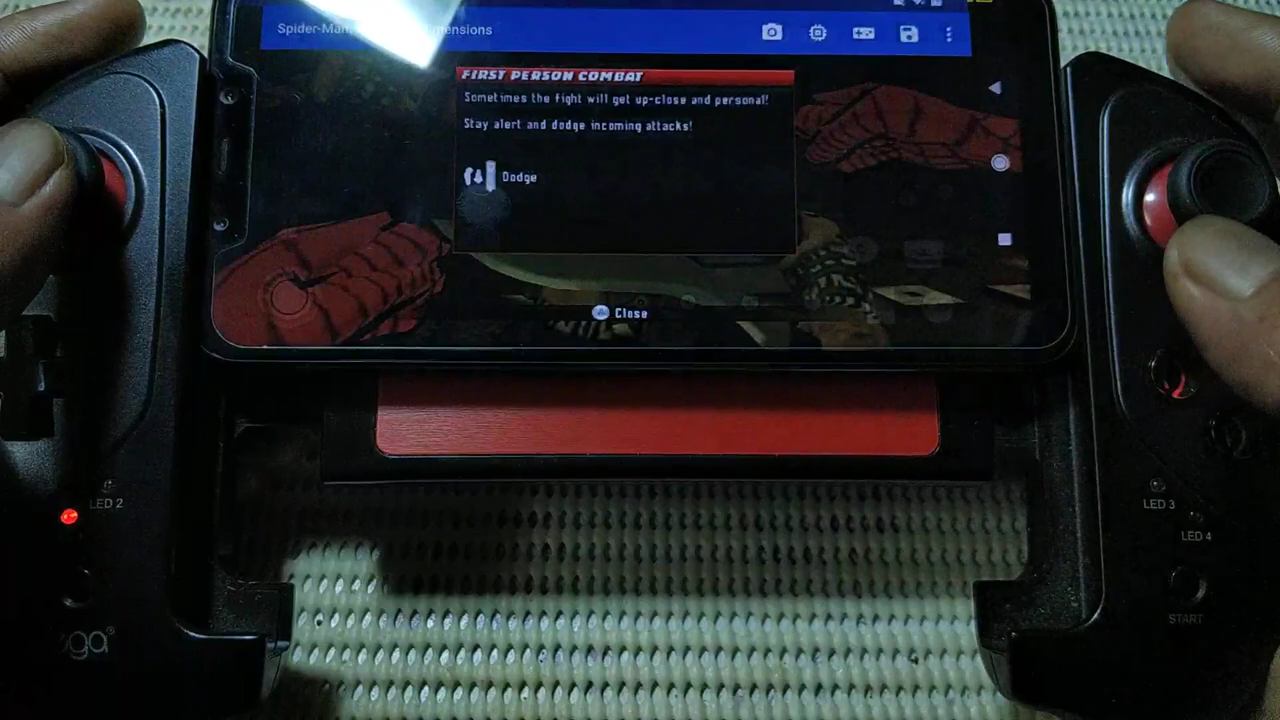 Spider-Man
FIRST PERSON COMBAT
Sometimes the fight will get up-close and personal!
Stay alert and dodge incoming attacks!
Dodge
A Close
LED 2
LED 3
LED 4
START